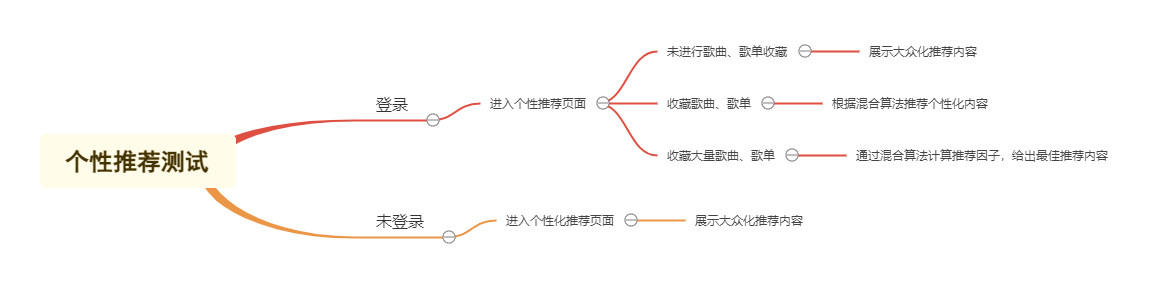 个性推荐测试
登录
进入个性推荐页面
未进行歌曲、歌单收藏
展示大众化推荐内容
收藏歌曲、歌单
根据混合算法推荐个性化内容
收藏大量歌曲、歌单
通过混合算法计算推荐因子，给出最佳推荐内容
未登录
进入个性化推荐页面
展示大众化推荐内容